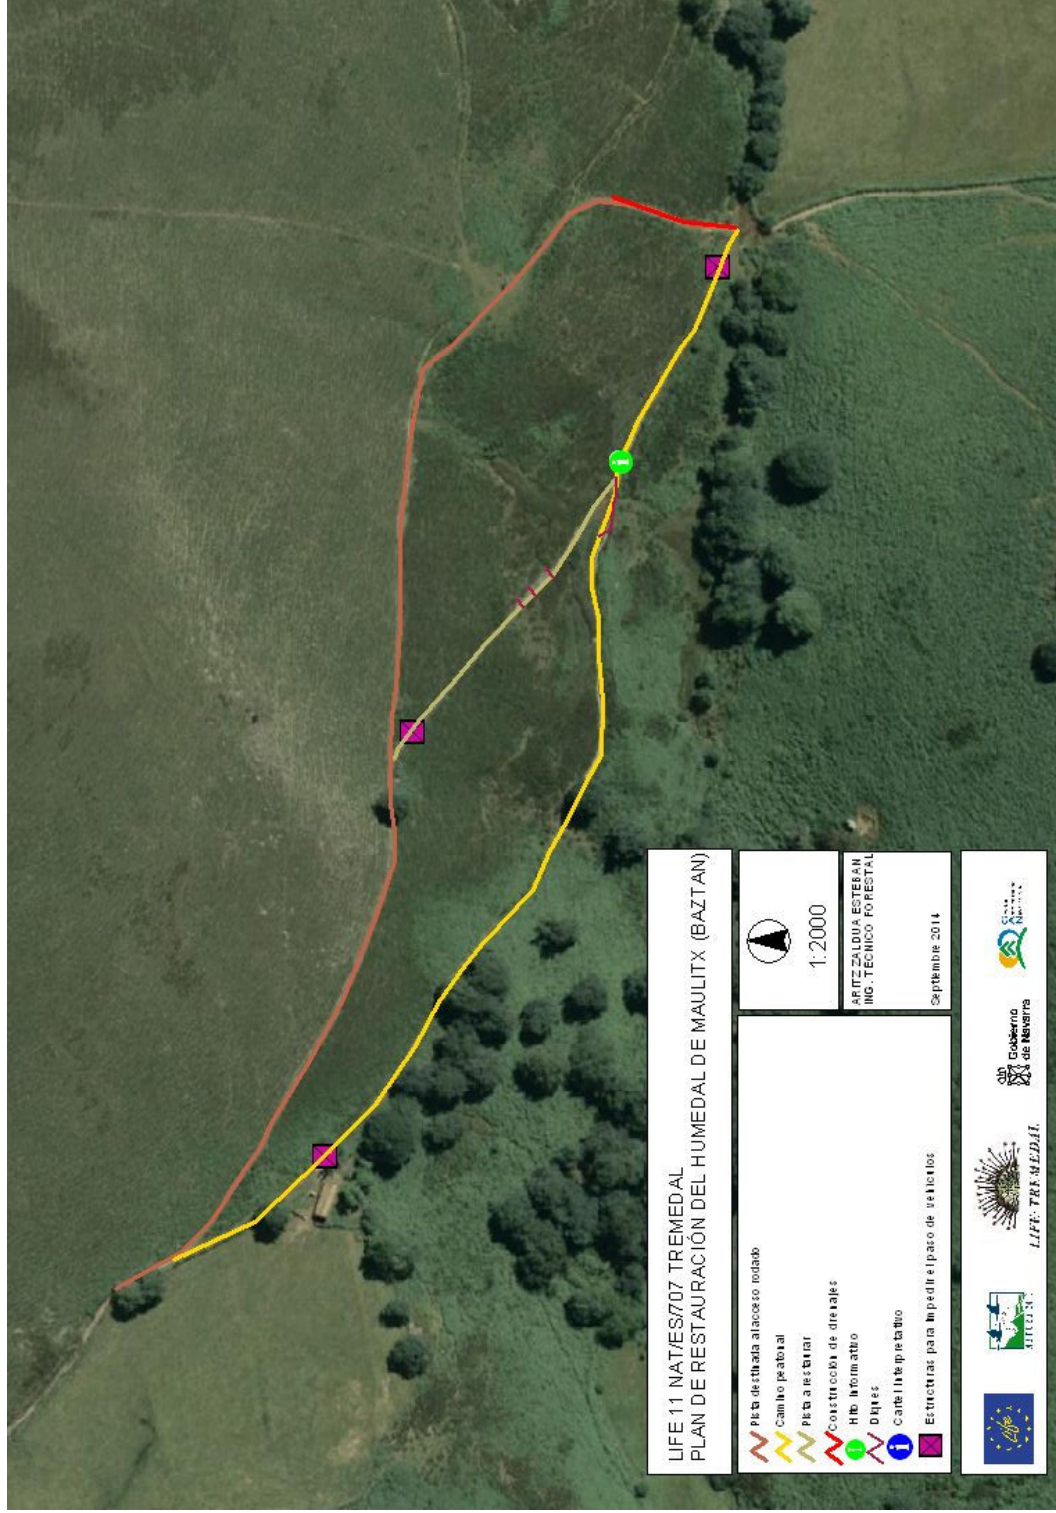 LIFE 11 NAT/ES/707 TREMEDAL
PLAN DE RESTAURACIÓN DEL HUMEDAL DE MAULITX (BAZTAN)
Pista destinada al acceso rodado
Camino peatonal
Pista a restaurar
Construcción de drenajes
Hito Informativo
Diques
Cartel Interpretativo
Estructuras para impedir el paso de vehículos
1:2000
ARITZ ZALDUA ESTEBAN
ING. TÉCNICO FORESTAL
Septiembre 2014
Life
LIFE TREMEDAL
Gobierno
de Navarra